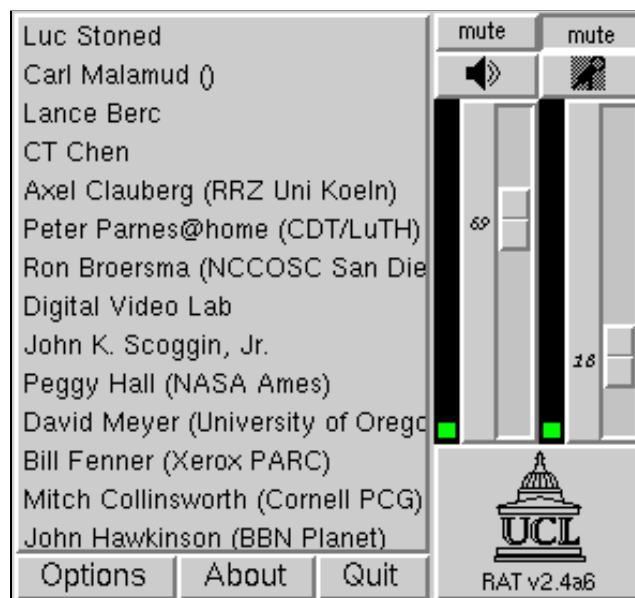 Luc Stoned
Carl Malamud ()
Lance Berc
CT Chen
Axel Clauberg (RRZ Uni Koeln)
Peter Parnes@home (CDT/LuTH)
Ron Broersma (NCCOSC San Die
Digital Video Lab
John K. Scoggin, Jr.
Peggy Hall (NASA Ames)
David Meyer (University of Orego
Bill Fenner (Xerox PARC)
Mitch Collinsworth (Cornell PCG)
John Hawkinson (BBN Planet)
Options About Quit
mute mute
69
18
UCL
RAT v2.4a6